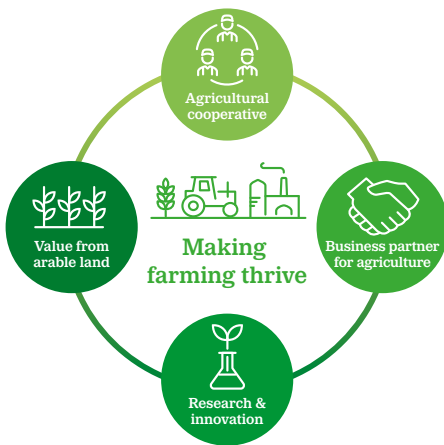 Agricultural
cooperative
Value from
arable land
Making
farming thrive
Business partner
for agriculture
Research &
innovation